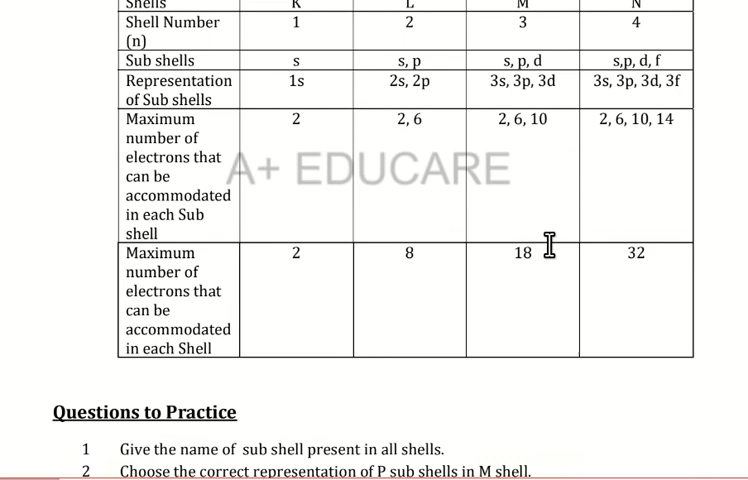 Shells K L M N
Shell Number 1 2 3 4
(n)
Sub shells s s, p s, p, d s,p, d, f
Representation 1s 2s, 2p 3s, 3p, 3d 3s, 3p, 3d, 3f
of Sub shells
Maximum 2 2, 6 2, 6, 10 2, 6, 10, 14
number of
electrons that
can be
A+ EDUCARE
accommodated
in each Sub
shell
Maximum 2 8 18 32
number of
electrons that
can be
accommodated
in each Shell
Questions to Practice
1 Give the name of sub shell present in all shells.
2 Choose the correct representation of P sub shells in M shell.